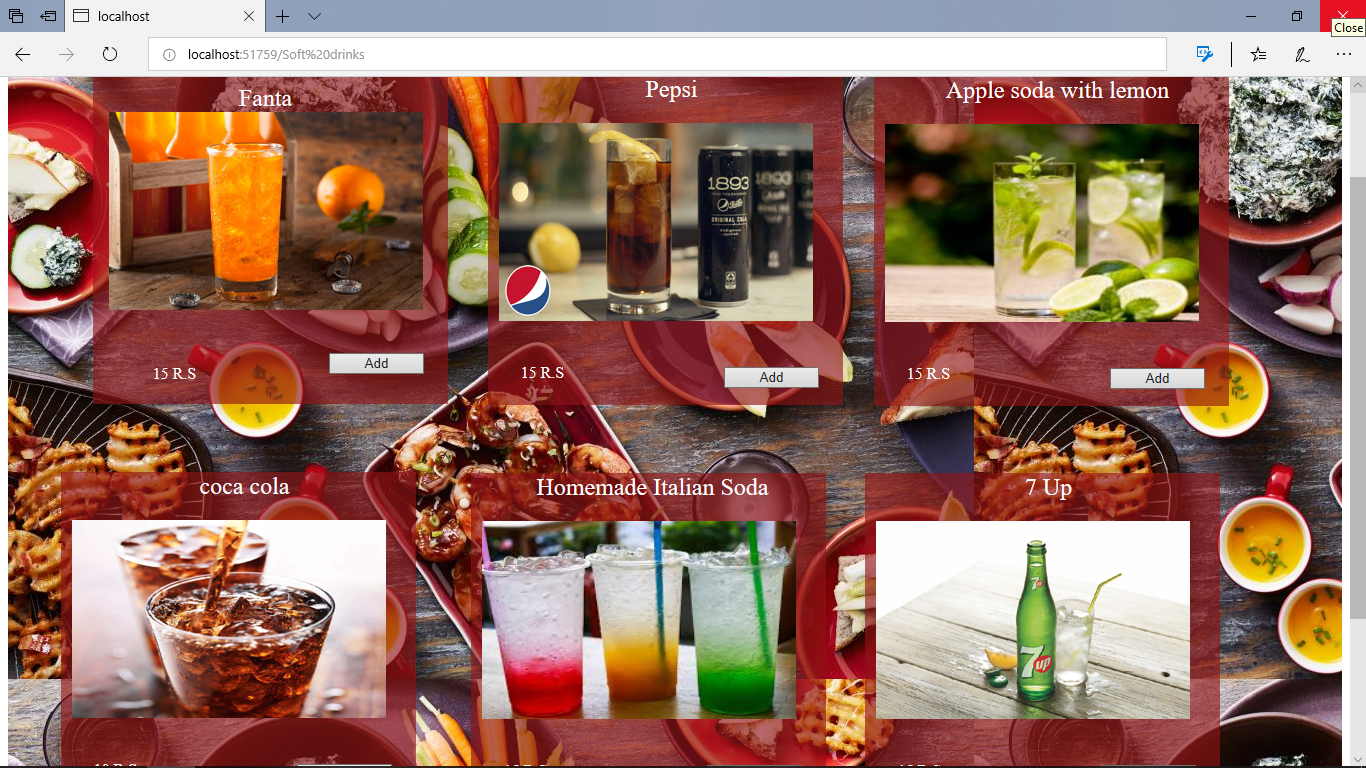 localhost
Close
localhost:51759/Soft%20drinks
Fanta
Pepsi
Apple soda with lemon
1893
ORIGINAL COLA
1893
15 R.S
Add
15 R.S
Add
15 R.S
Add
coca cola
Homemade Italian Soda
7 Up
7up